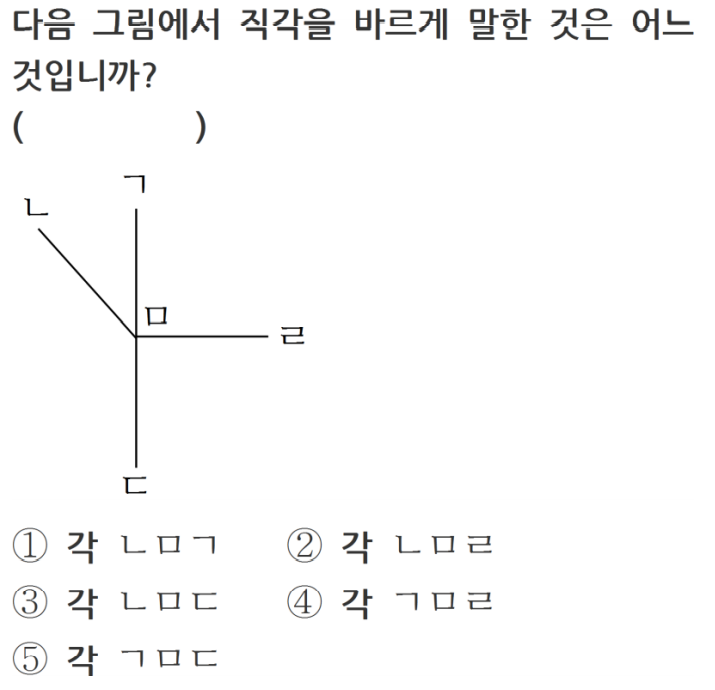 다음 그림에서 직각을 바르게 말한 것은 어느
것입니까?
( )
ㄱ
ㄴ
ㅁ
ㄹ
ㄷ
① 각 ㄴㅁㄱ ② 각 ㄴㅁㄹ
③ 각 ㄴㅁㄷ ④ 각 ㄱㅁㄹ
⑤ 각 ㄱㅁㄷ